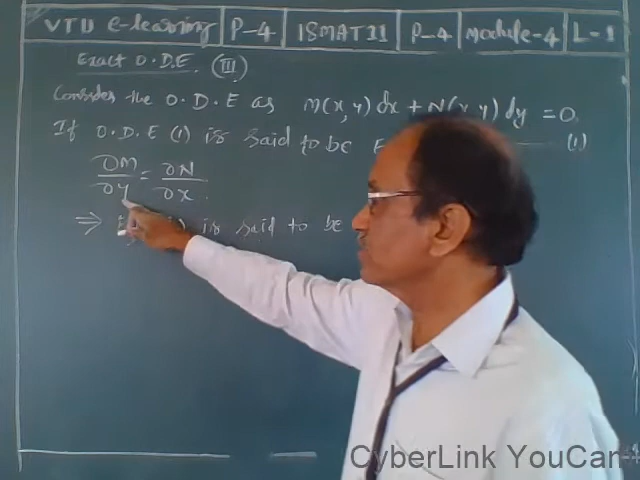 VTU e-learning P-4 18MAT11 P-4 Module-4 L-1
Exact O.D.E. (III)
Consider the O.D.E as M(x,y)dx+N(x,y)dy=0.
If O.D.E (1) is said to be (1)
∂M/∂y = ∂N/∂x.
⇒ is said to be
CyberLink YouCam